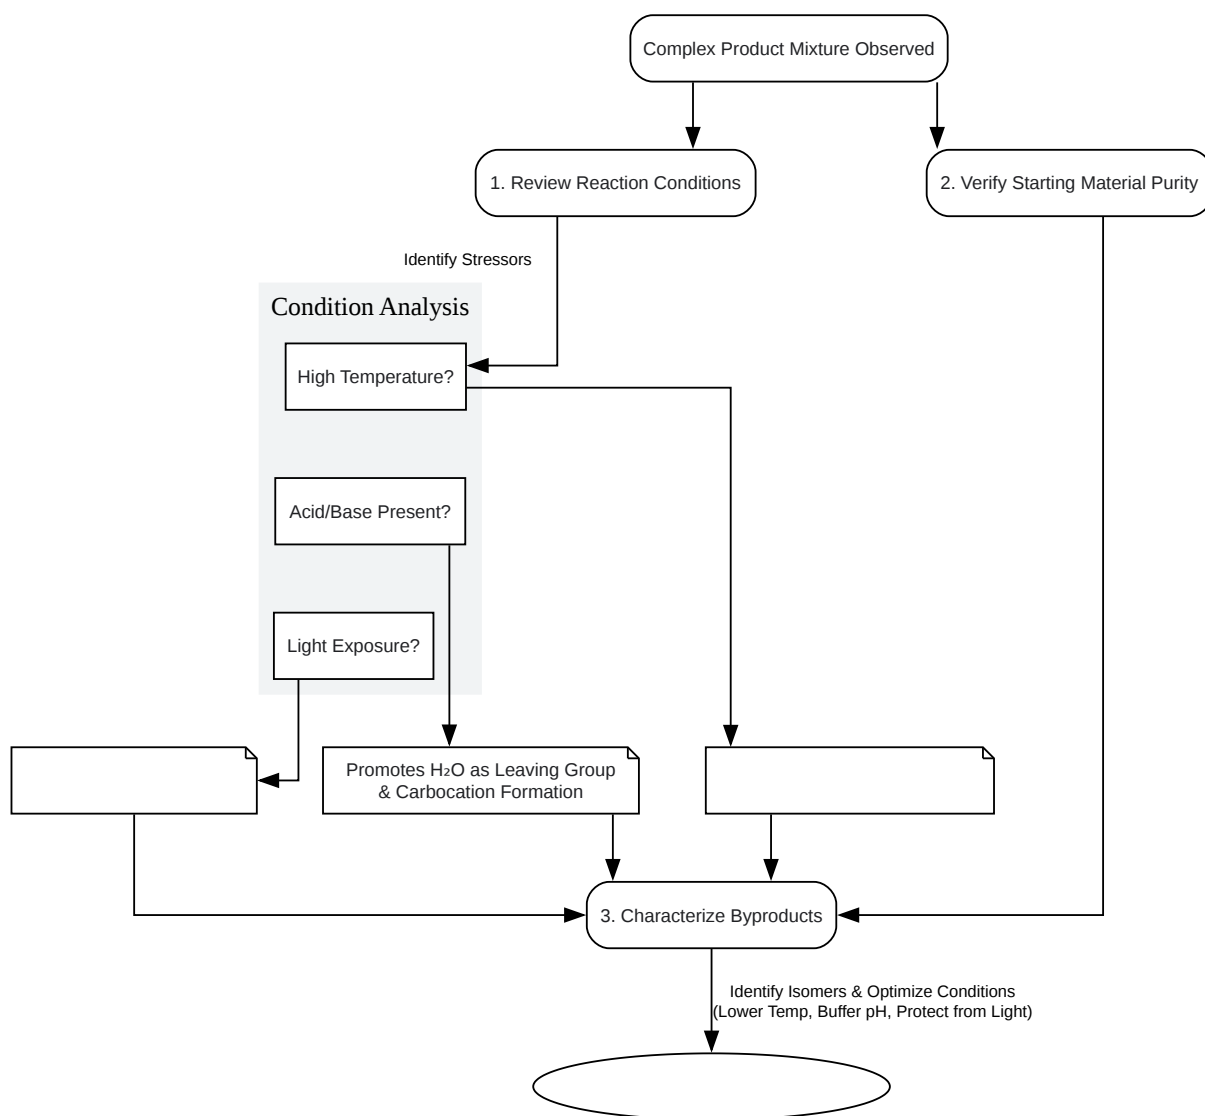 Complex Product Mixture Observed
1. Review Reaction Conditions
2. Verify Starting Material Purity
Identify Stressors
Condition Analysis
High Temperature?
Acid/Base Present?
Light Exposure?
Promotes H₂O as Leaving Group
& Carbocation Formation
3. Characterize Byproducts
Identify Isomers & Optimize Conditions
(Lower Temp, Buffer pH, Protect from Light)